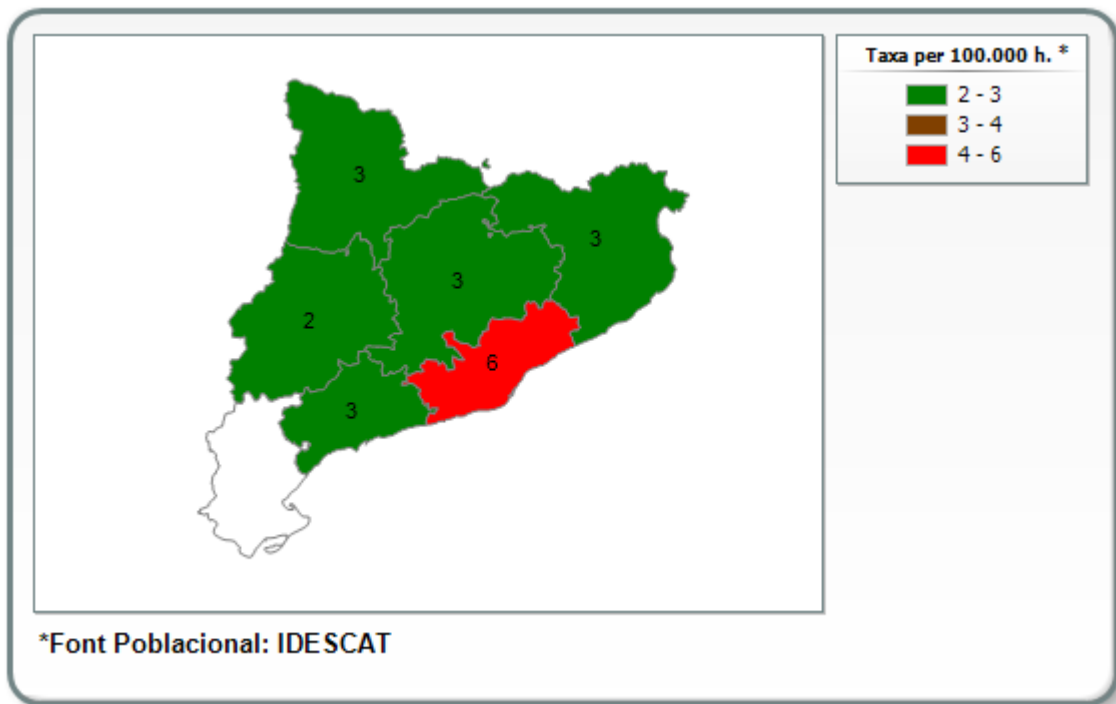 Taxa per 100.000 h. *
2 - 3
3 - 4
4 - 6
3
3
3
2
6
3
*Font Poblacional: IDESCAT